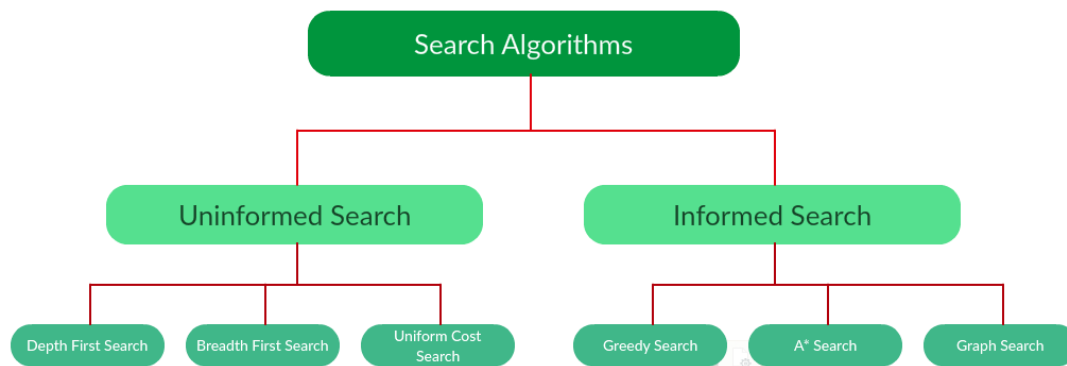 Search Algorithms
Uninformed Search
Informed Search
Depth First Search
Breadth First Search
Uniform Cost
Search
Greedy Search
A* Search
Graph Search